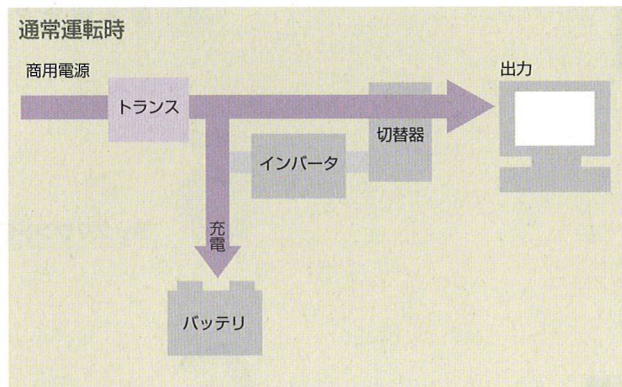 通常運転時
商用電源
トランス
出力
切替器
インバータ
充電
バッテリ